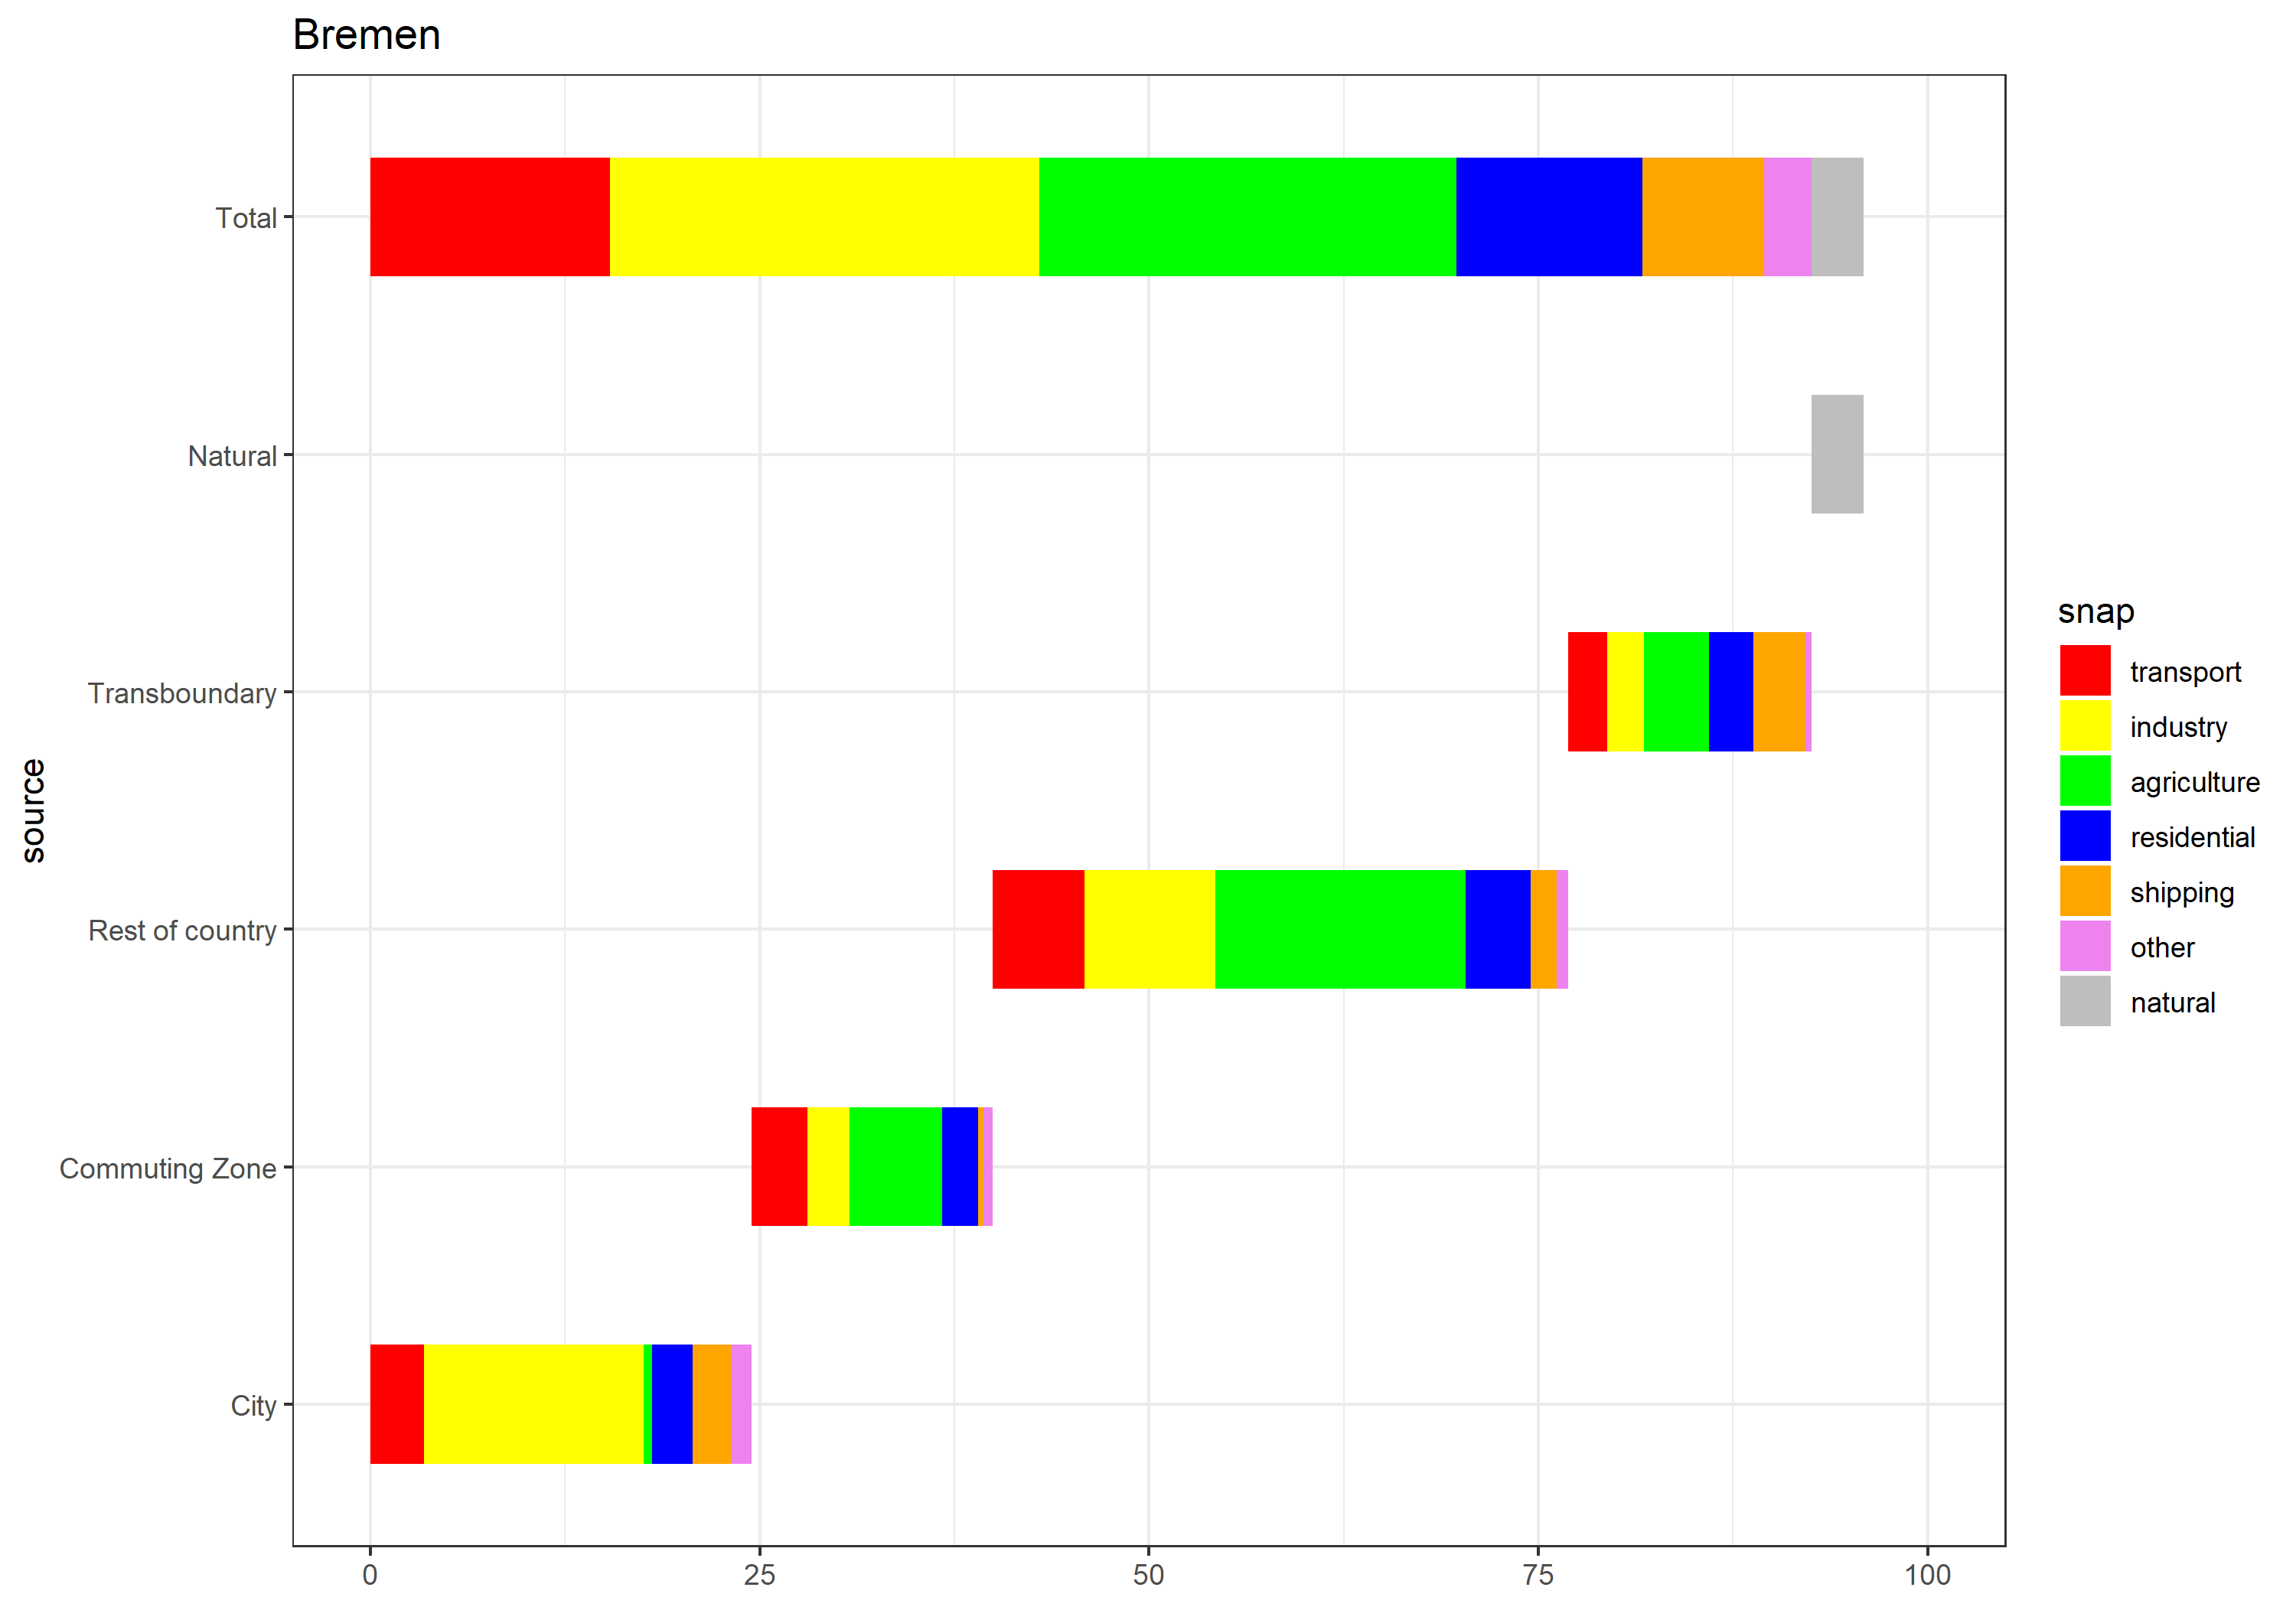 Bremen
Total
Natural
Transboundary
Rest of country
Commuting Zone
City
source
0 25 50 75 100
snap
transport
industry
agriculture
residential
shipping
other
natural